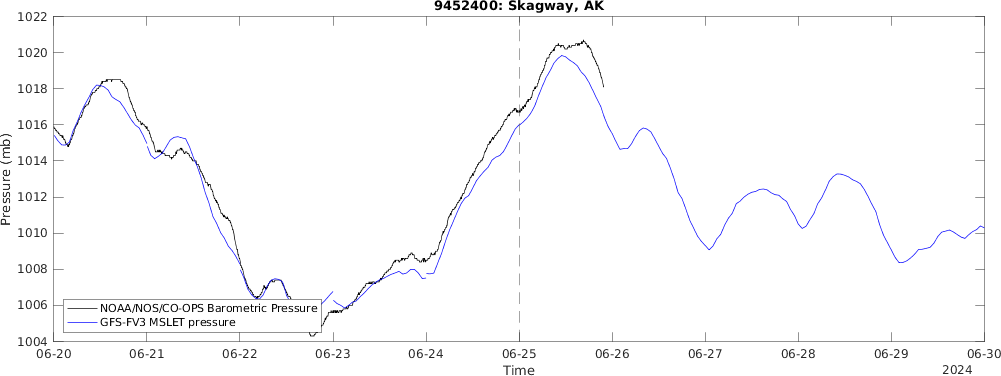 9452400: Skagway, AK
1022
1020
1018
1016
1014
1012
1010
1008
1006
1004
Pressure (mb)
NOAA/NOS/CO-OPS Barometric Pressure
GFS-FV3 MSLET pressure
06-20 06-21 06-22 06-23 06-24 06-25 06-26 06-27 06-28 06-29 06-30
Time
2024